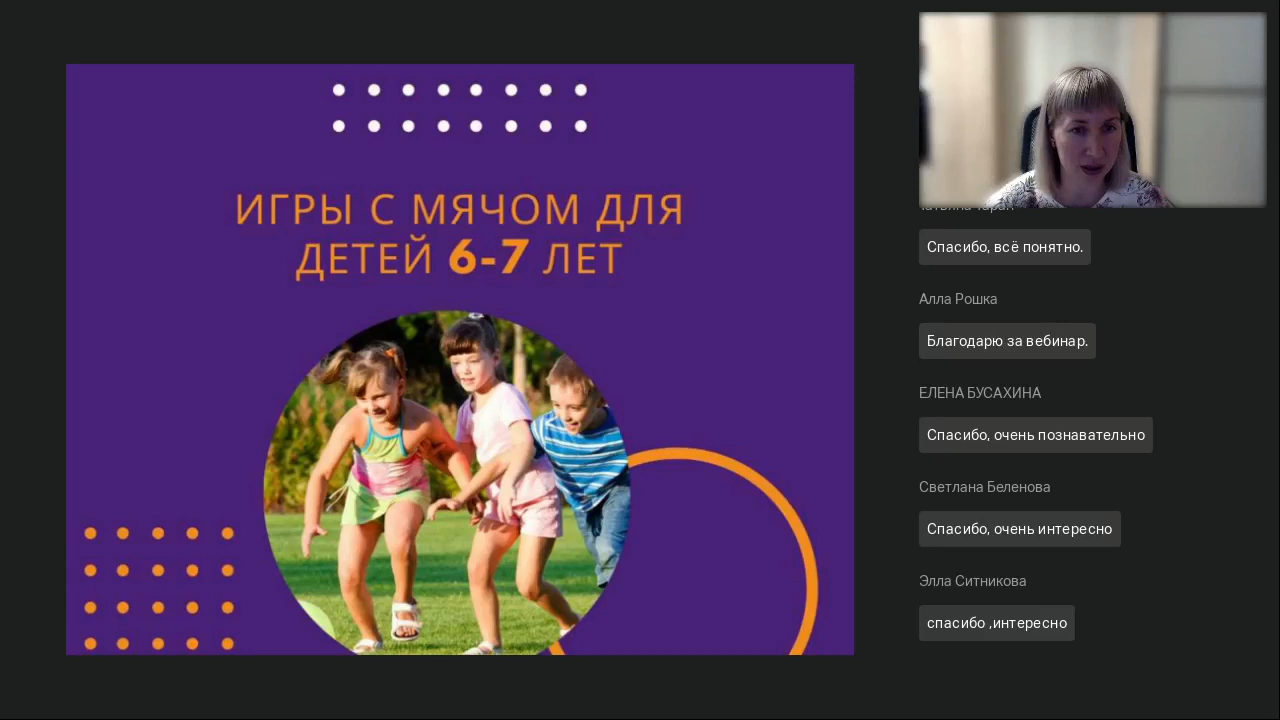 ИГРЫ С МЯЧОМ ДЛЯ
ДЕТЕЙ 6-7 ЛЕТ
Спасибо, всё понятно.
Алла Рошка
Благодарю за вебинар.
ЕЛЕНА БУСАХИНА
Спасибо, очень познавательно
Светлана Беленова
Спасибо, очень интересно
Элла Ситникова
спасибо ,интересно